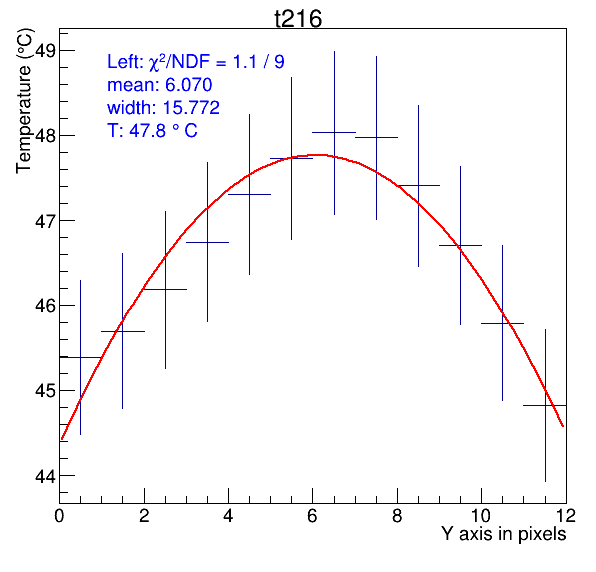 t216
Temperature (°C)
Left: χ²/NDF = 1.1 / 9
mean: 6.070
width: 15.772
T: 47.8 ° C
49
48
47
46
45
44
0 2 4 6 8 10 12
Y axis in pixels